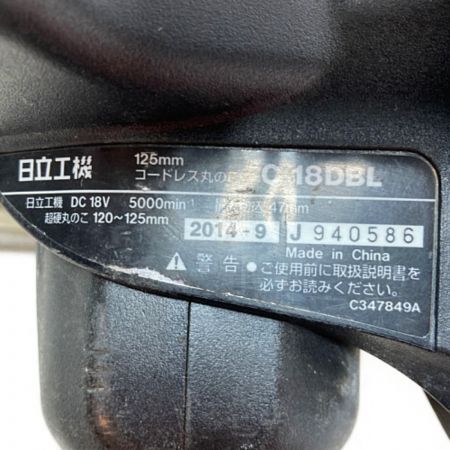 日立工機 125mm コードレス丸のこ C 18DBL
日立工機 DC 18V 5000min⁻¹ 47mm
超硬丸のこ 120~125mm
2014-9 J 940586
Made in China
警告 ●ご使用前に取扱説明書を
必ずお読みください。
C347849A